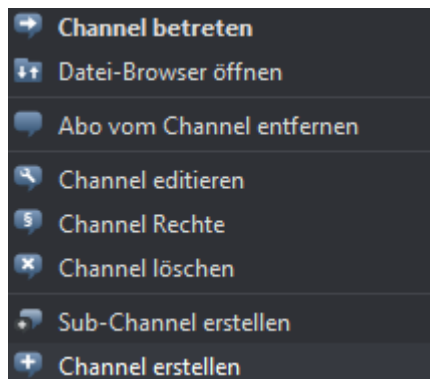 Channel betreten
Datei-Browser öffnen
Abo vom Channel entfernen
Channel editieren
Channel Rechte
Channel löschen
Sub-Channel erstellen
Channel erstellen